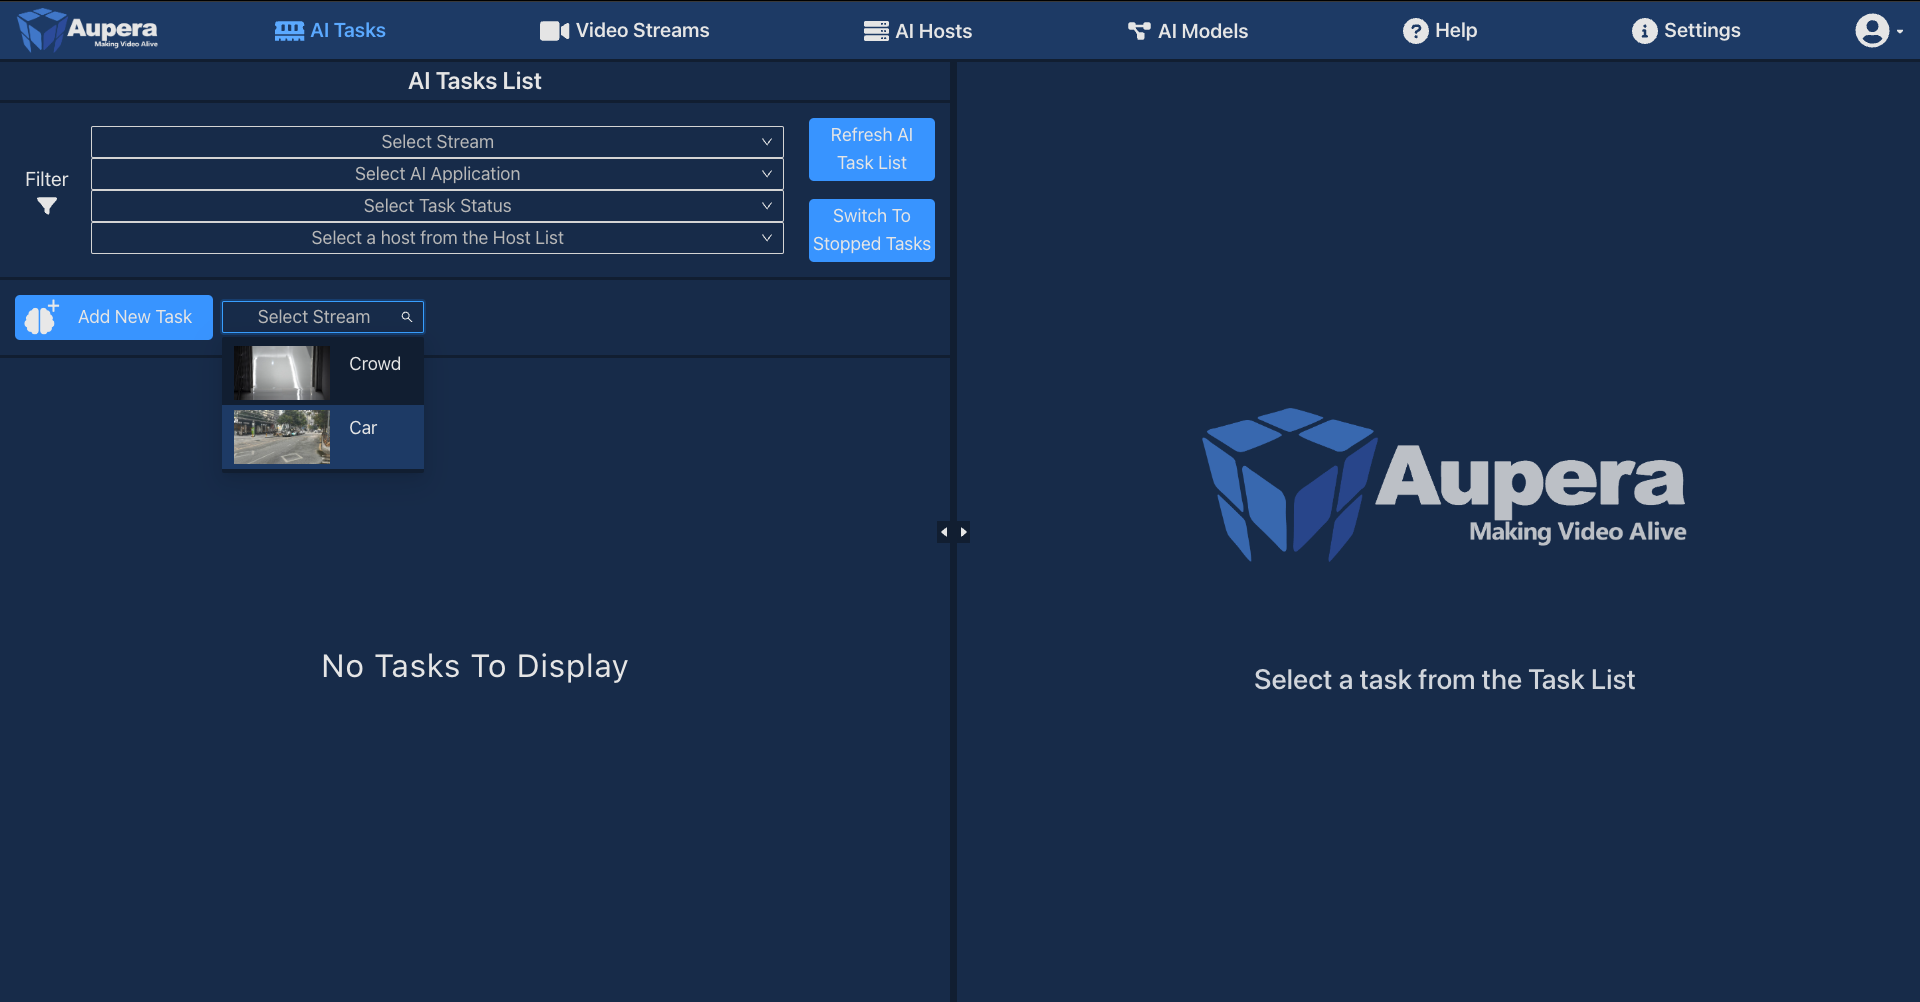 Aupera
Making Video Alive
AI Tasks
Video Streams
AI Hosts
AI Models
Help
Settings
AI Tasks List
Filter
Select Stream
Select AI Application
Select Task Status
Select a host from the Host List
Refresh AI
Task List
Switch To
Stopped Tasks
Add New Task
Select Stream
Crowd
Car
No Tasks To Display
Aupera
Making Video Alive
Select a task from the Task List